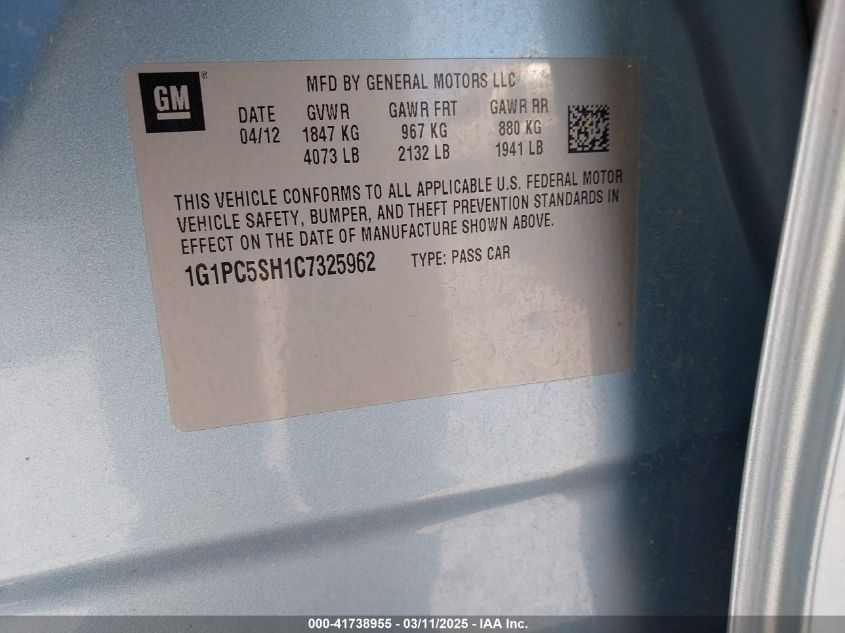 GM ®
MFD BY GENERAL MOTORS LLC
DATE GVWR GAWR FRT GAWR RR
04/12 1847 KG 967 KG 880 KG
4073 LB 2132 LB 1941 LB
THIS VEHICLE CONFORMS TO ALL APPLICABLE U.S. FEDERAL MOTOR
VEHICLE SAFETY, BUMPER, AND THEFT PREVENTION STANDARDS IN
EFFECT ON THE DATE OF MANUFACTURE SHOWN ABOVE.
1G1PC5SH1C7325962 TYPE: PASS CAR
000-41738955 - 03/11/2025 - IAA Inc.